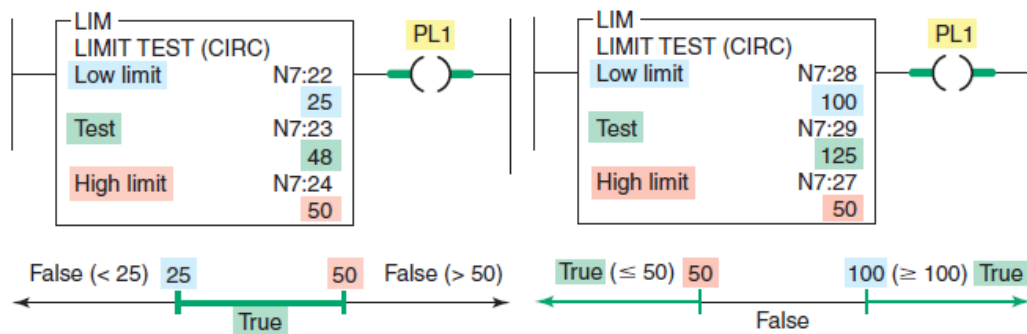 LIM
LIMIT TEST (CIRC)
Low limit N7:22
25
Test N7:23
48
High limit N7:24
50
PL1
False (< 25) 25 50 False (> 50)
True
LIM
LIMIT TEST (CIRC)
Low limit N7:28
100
Test N7:29
125
High limit N7:27
50
PL1
True (≤ 50) 50 100 (≥ 100) True
False